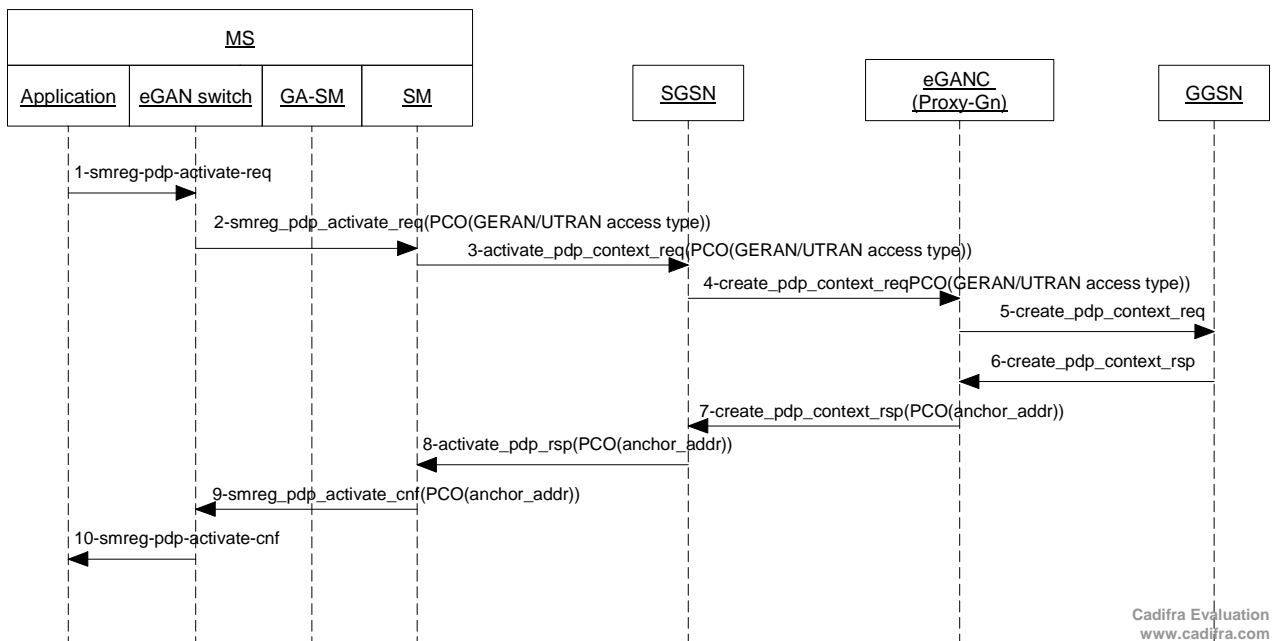 MS
Application
eGAN switch
GA-SM
SM
SGSN
eGANC
(Proxy-Gn)
GGSN
1-smreg-pdp-activate-req
2-smreg_pdp_activate_req(PCO(GERAN/UTRAN access type))
3-activate_pdp_context_req(PCO(GERAN/UTRAN access type))
4-create_pdp_context_reqPCO(GERAN/UTRAN access type))
5-create_pdp_context_req
6-create_pdp_context_rsp
7-create_pdp_context_rsp(PCO(anchor_addr))
8-activate_pdp_rsp(PCO(anchor_addr))
9-smreg_pdp_activate_cnf(PCO(anchor_addr))
10-smreg-pdp-activate-cnf
Cadifra Evaluation
www.cadifra.com